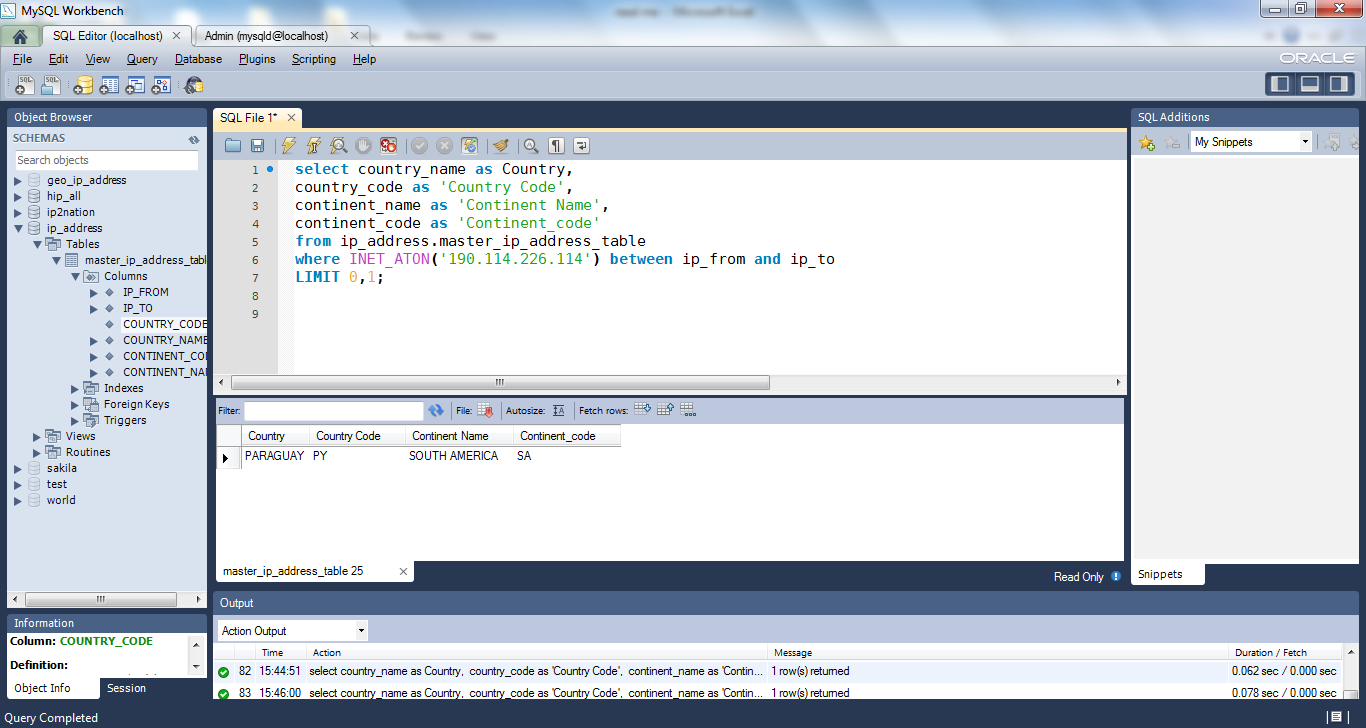 MySQL Workbench
SQL Editor (localhost)
Admin (mysqld@localhost)
File Edit View Query Database Plugins Scripting Help
ORACLE
Object Browser
SCHEMAS
Search objects
geo_ip_address
hip_all
ip2nation
ip_address
Tables
master_ip_address_tabl
Columns
IP_FROM
IP_TO
COUNTRY_CODE
COUNTRY_NAME
CONTINENT_COI
CONTINENT_NAI
Indexes
Foreign Keys
Triggers
Views
Routines
sakila
test
world
Information
Column: COUNTRY_CODE
Definition:
Object Info Session
SQL File 1*
1 select country_name as Country,
2 country_code as 'Country Code',
3 continent_name as 'Continent Name',
4 continent_code as 'Continent_code'
5 from ip_address.master_ip_address_table
6 where INET_ATON('190.114.226.114') between ip_from and ip_to
7 LIMIT 0,1;
8
9
Filter: File: Autosize: Fetch rows:
Country Country Code Continent Name Continent_code
PARAGUAY PY SOUTH AMERICA SA
master_ip_address_table 25
Read Only
SQL Additions
My Snippets
Snippets
Output
Action Output
Time Action Message Duration / Fetch
82 15:44:51 select country_name as Country, country_code as 'Country Code', continent_name as 'Contin... 1 row(s) returned 0.062 sec / 0.000 sec
83 15:46:00 select country_name as Country, country_code as 'Country Code', continent_name as 'Contin... 1 row(s) returned 0.078 sec / 0.000 sec
Query Completed